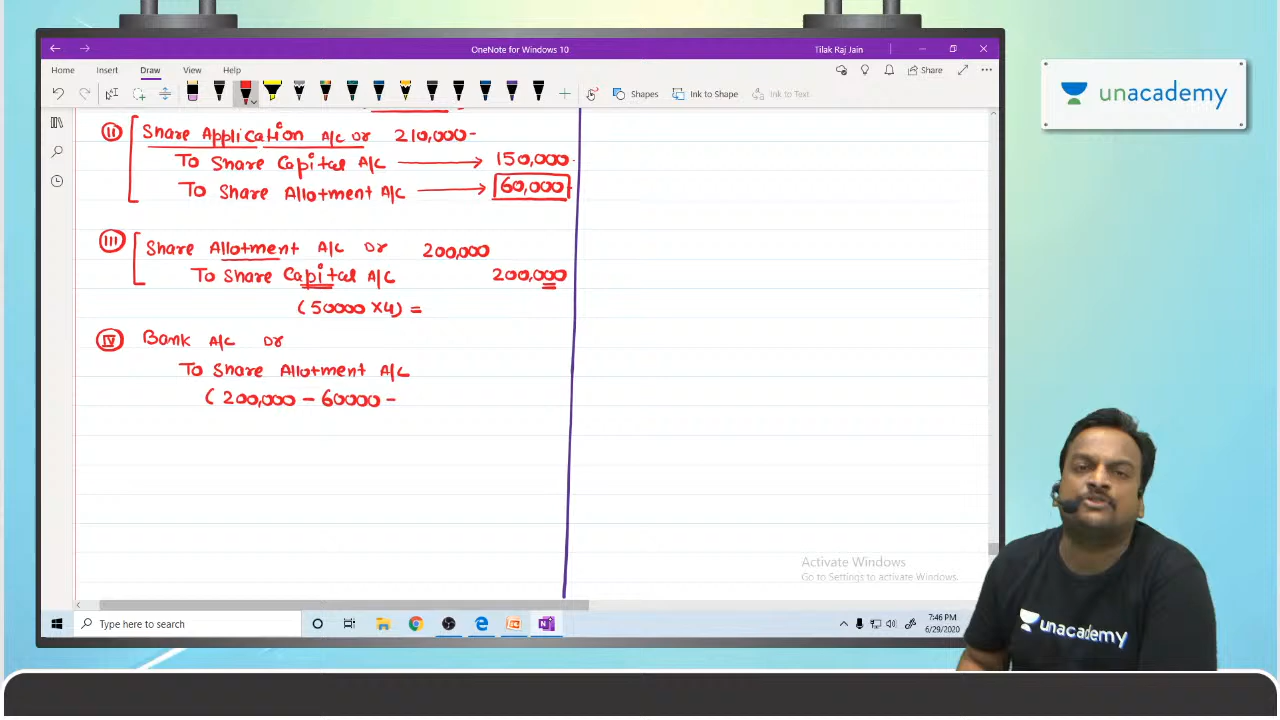 OneNote for Windows 10
Tilak Raj Jain
Home Insert Draw View Help
Share
Shapes
Ink to Shape
Ink to Text
unacademy
(II) Share Application A/C Dr 210,000-
To Share Capital A/C → 150,000
To Share Allotment A/C → 60,000
(III) Share Allotment A/C Dr 200,000
To Share Capital A/C 200,000
(50000 x4) =
(IV) Bank A/C Dr
To Share Allotment A/C
(200,000 - 60000 -
Activate Windows
Go to Settings to activate Windows.
Type here to search
7:46 PM
6/29/2020
unacademy